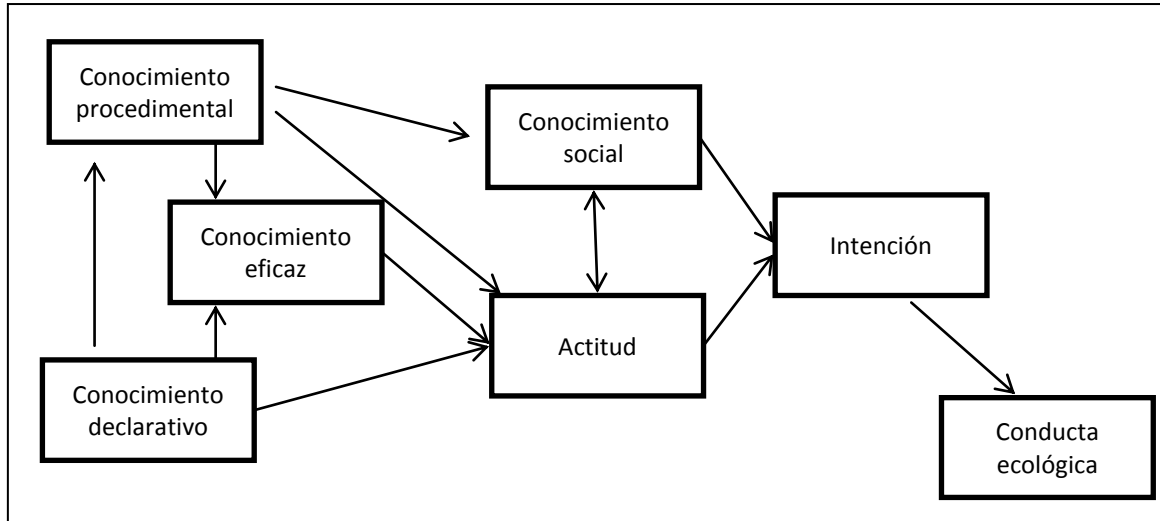 Conocimiento
procedimental
Conocimiento
social
Conocimiento
eficaz
Intención
Actitud
Conocimiento
declarativo
Conducta
ecológica